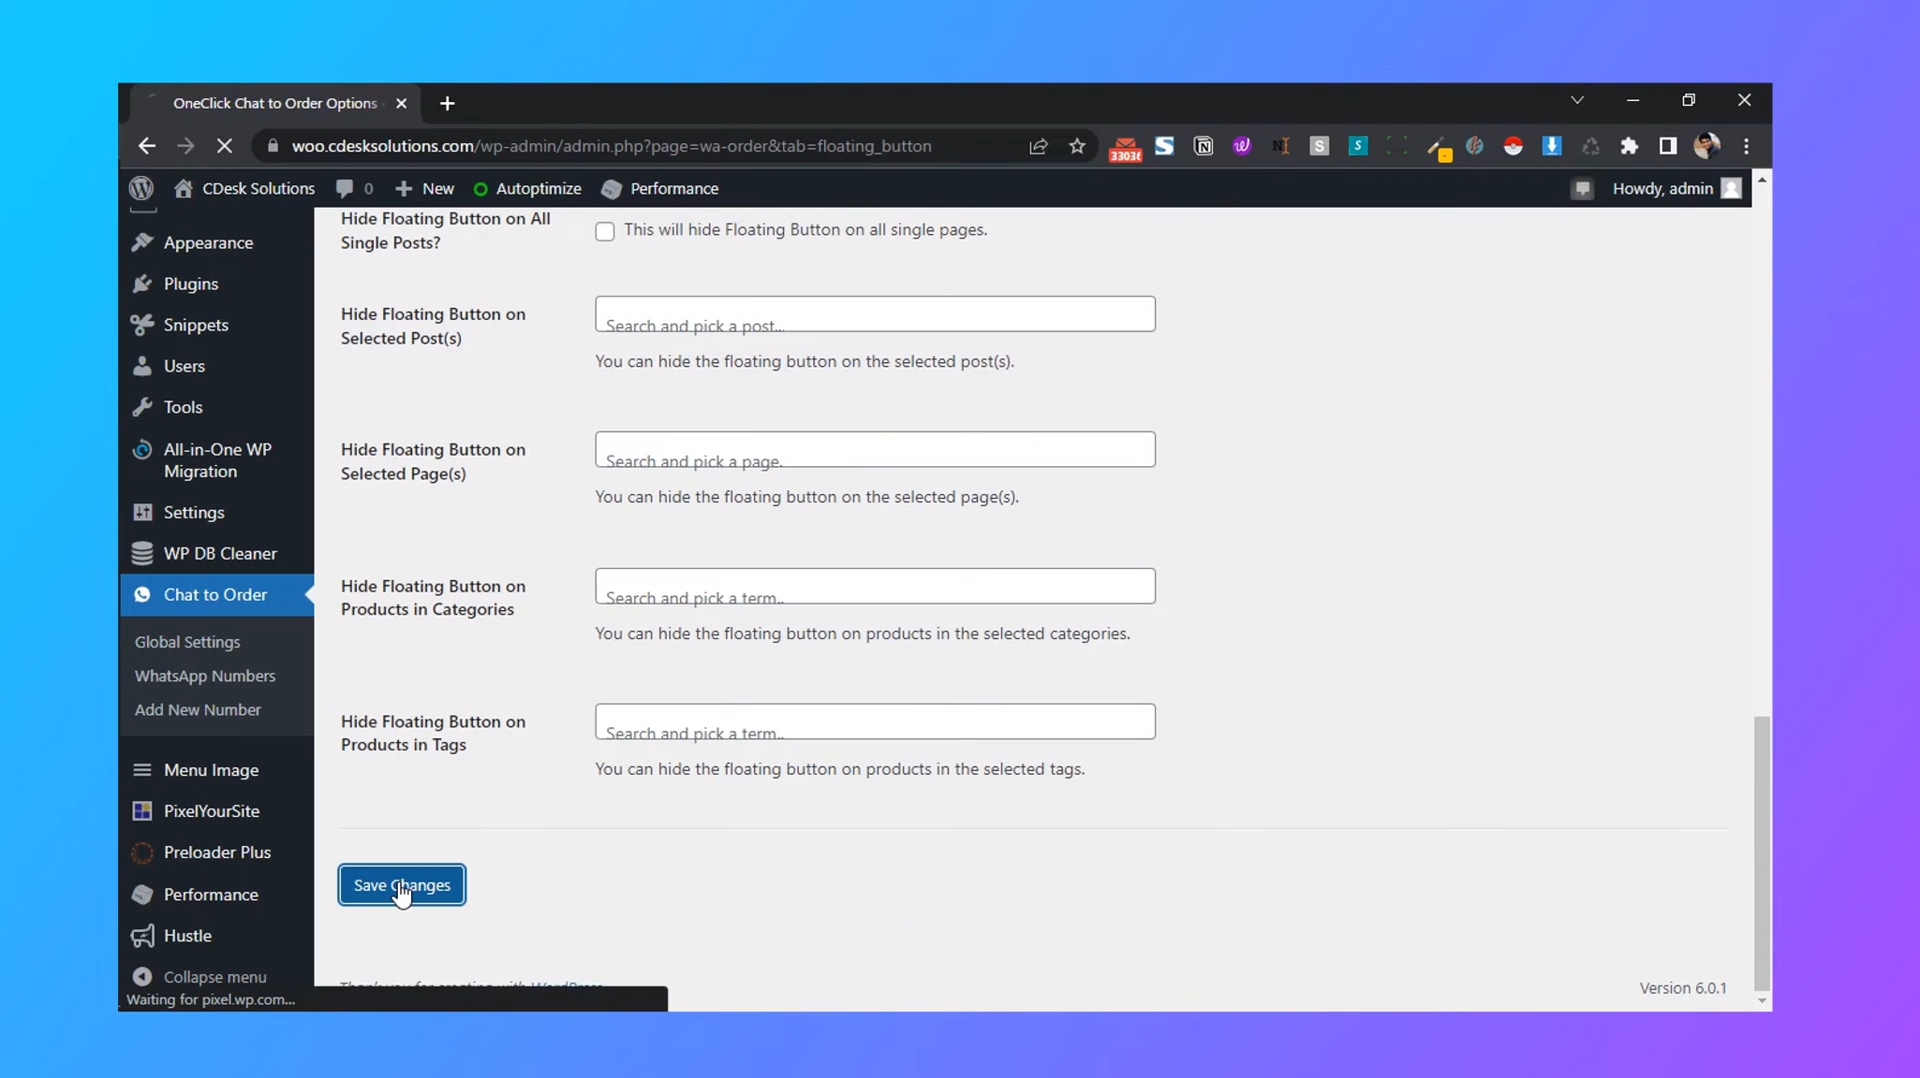 OneClick Chat to Order Options
woo.cdesksolutions.com/wp-admin/admin.php?page=wa-order&tab=floating_button
CDesk Solutions
0
New
Autoptimize
Performance
Howdy, admin
Appearance
Plugins
Snippets
Users
Tools
All-in-One WP
Migration
Settings
WP DB Cleaner
Chat to Order
Global Settings
WhatsApp Numbers
Add New Number
Menu Image
PixelYourSite
Preloader Plus
Performance
Hustle
Collapse menu
Waiting for pixel.wp.com...
Hide Floating Button on All
Single Posts?
This will hide Floating Button on all single pages.
Hide Floating Button on
Selected Post(s)
Search and pick a post...
You can hide the floating button on the selected post(s).
Hide Floating Button on
Selected Page(s)
Search and pick a page.
You can hide the floating button on the selected page(s).
Hide Floating Button on
Products in Categories
Search and pick a term..
You can hide the floating button on products in the selected categories.
Hide Floating Button on
Products in Tags
Search and pick a term..
You can hide the floating button on products in the selected tags.
Save Changes
Thank you for creating with WordPress
Version 6.0.1